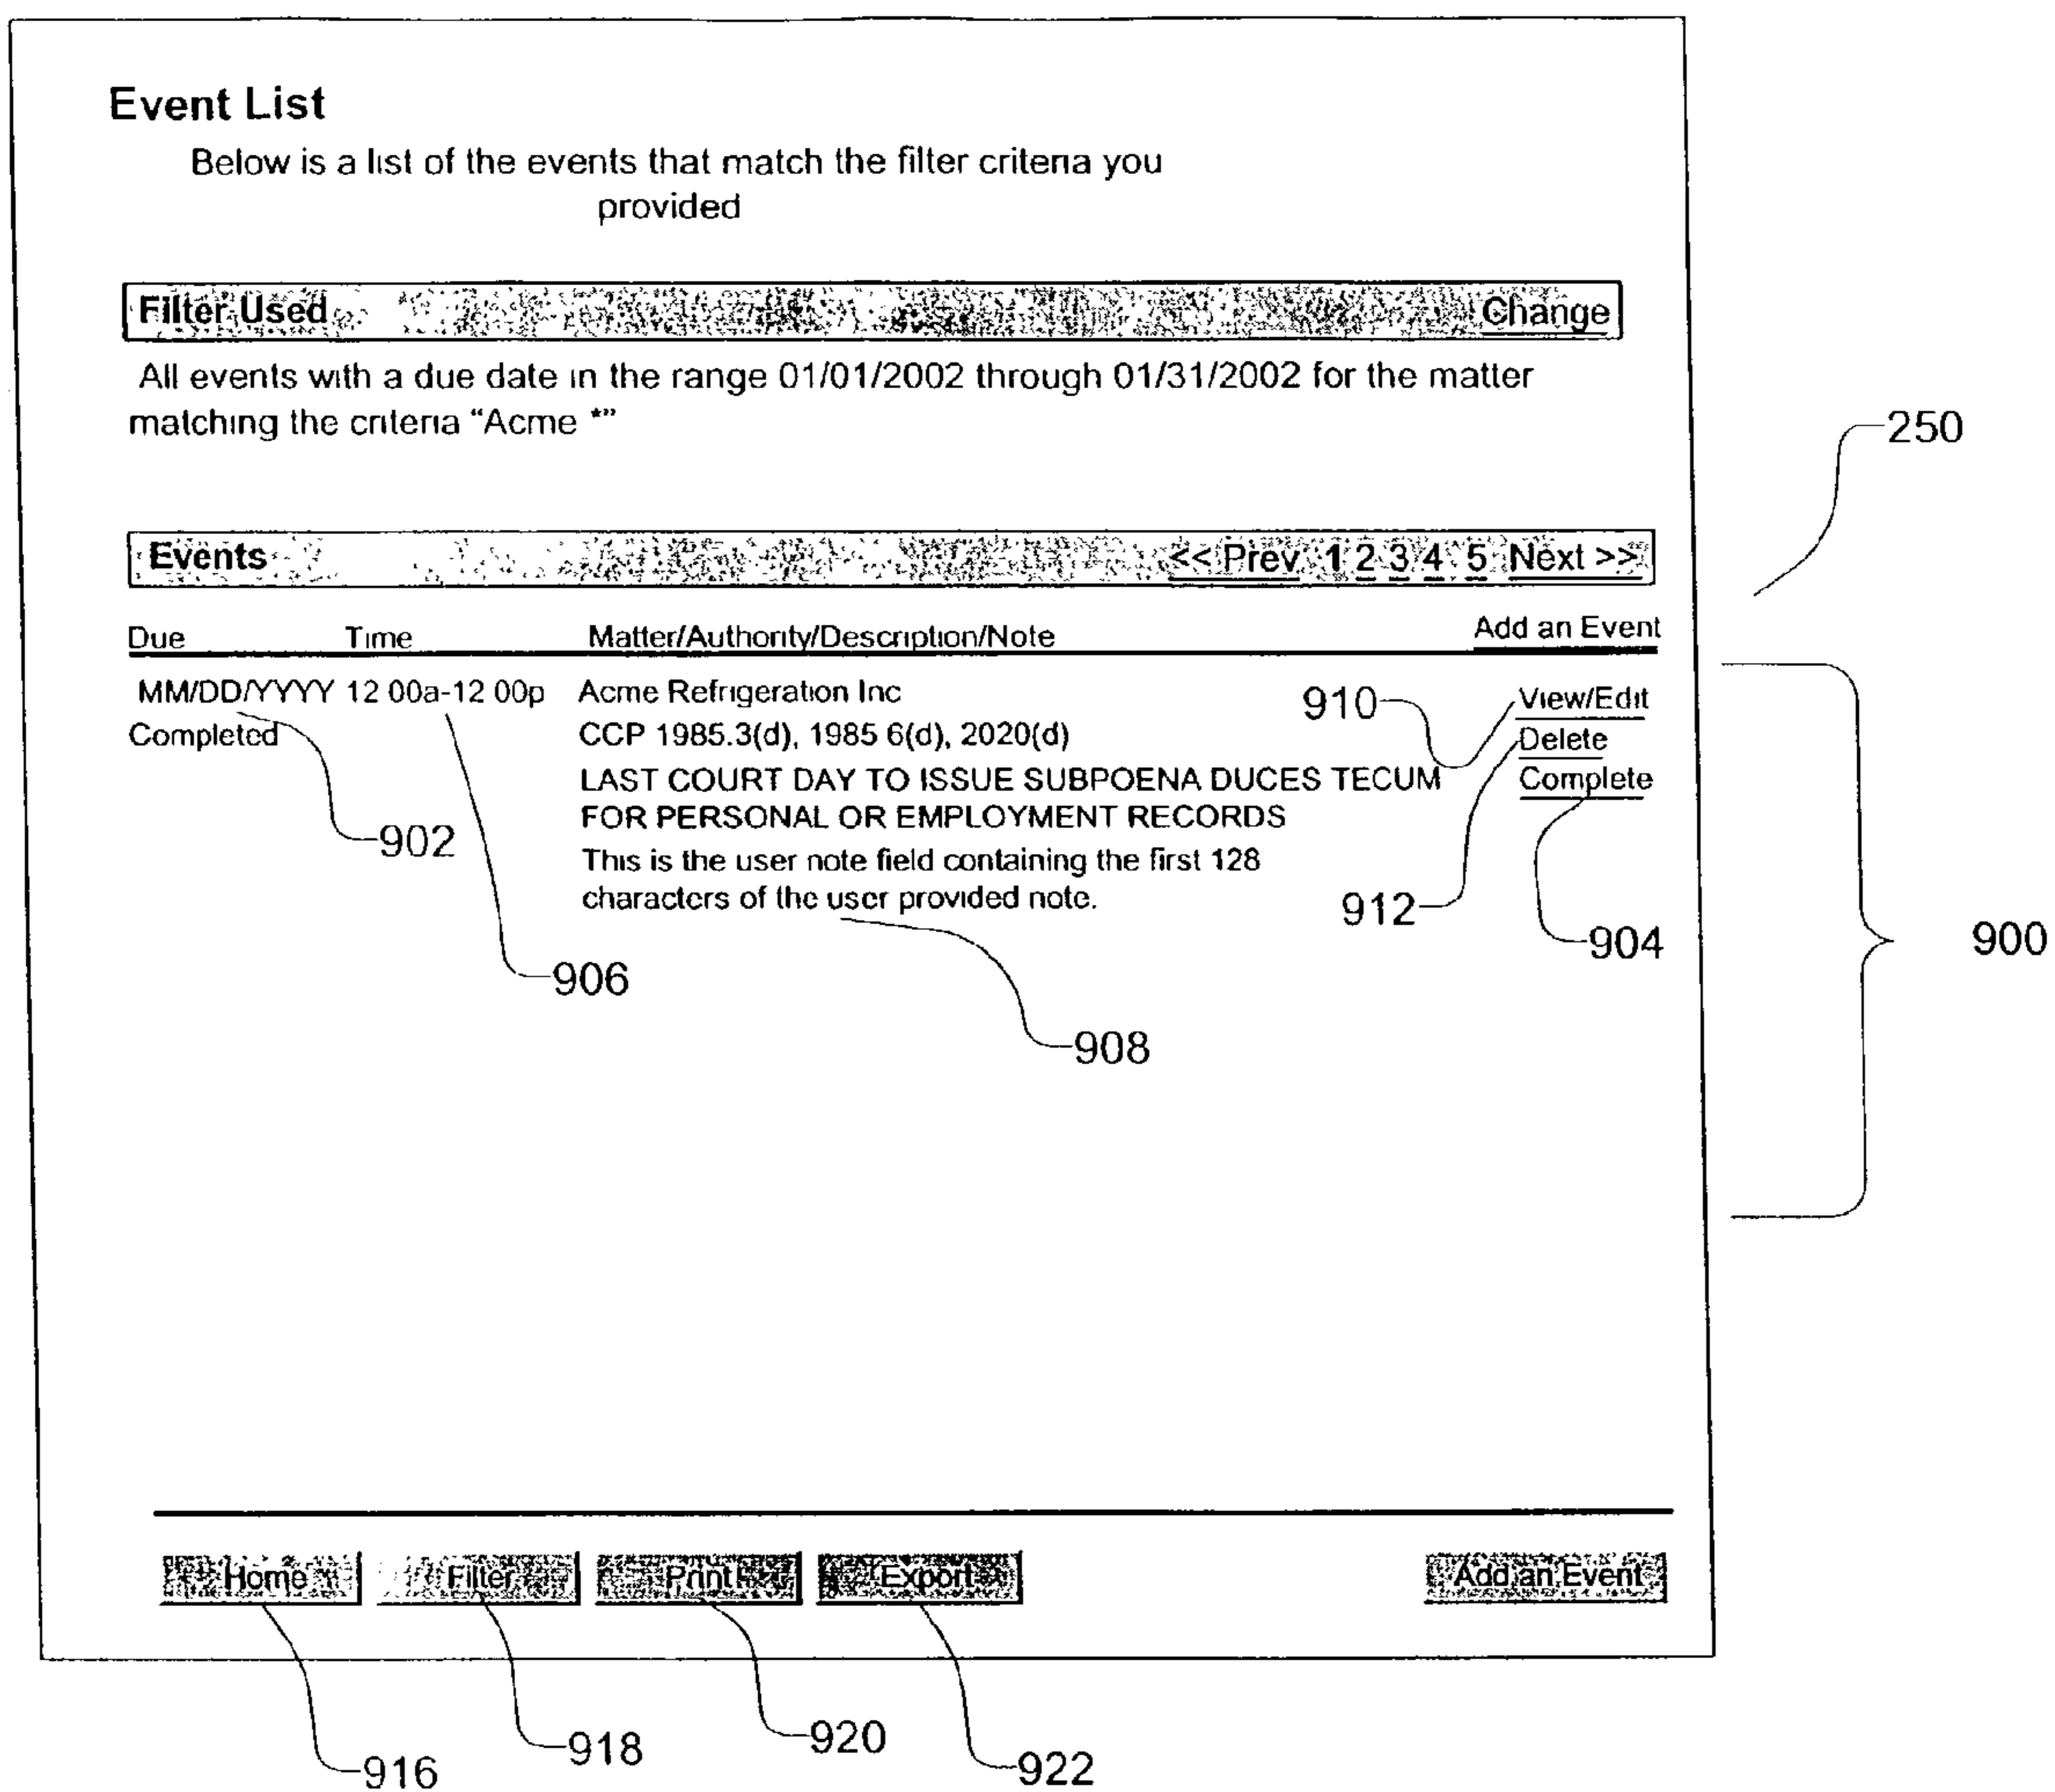 Event List
Below is a list of the events that match the filter criteria you
provided
Filter Used Change
All events with a due date in the range 01/01/2002 through 01/31/2002 for the matter
matching the criteria “Acme *”
250
Events << Prev 1 2 3 4 5 Next >>
Due Time Matter/Authority/Description/Note Add an Event
MM/DD/YYYY 12 00a-12 00p Acme Refrigeration Inc 910 View/Edit
Completed CCP 1985.3(d), 1985 6(d), 2020(d) Delete
LAST COURT DAY TO ISSUE SUBPOENA DUCES TECUM Complete
FOR PERSONAL OR EMPLOYMENT RECORDS
902
This is the user note field containing the first 128
characters of the user provided note.
912
904
900
906
908
Home Filter Print Export Add an Event
916
918
920
922